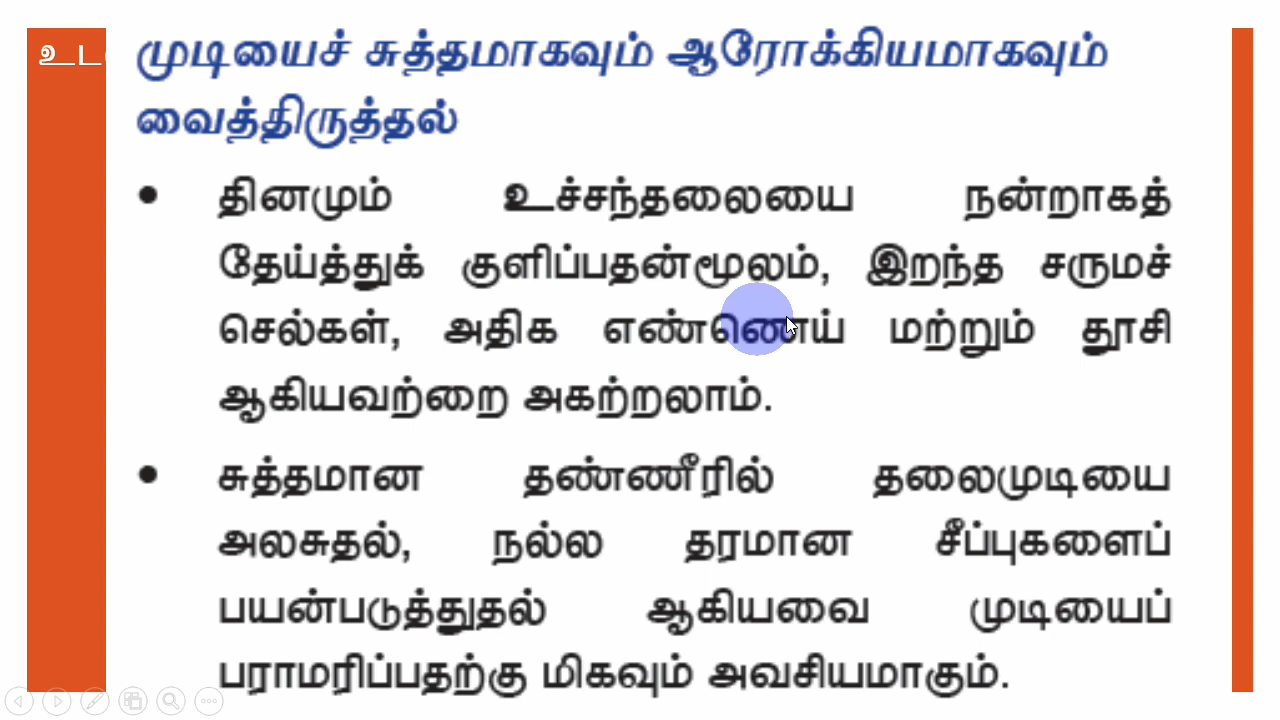 முடியைச் சுத்தமாகவும் ஆரோக்கியமாகவும்
வைத்திருத்தல்
• தினமும் உச்சந்தலையை நன்றாகத்
தேய்த்துக் குளிப்பதன்மூலம், இறந்த சருமச்
செல்கள், அதிக எண்ணெய் மற்றும் தூசி
ஆகியவற்றை அகற்றலாம்.
• சுத்தமான தண்ணீரில் தலைமுடியை
அலசுதல், நல்ல தரமான சீப்புகளைப்
பயன்படுத்துதல் ஆகியவை முடியைப்
பராமரிப்பதற்கு மிகவும் அவசியமாகும்.